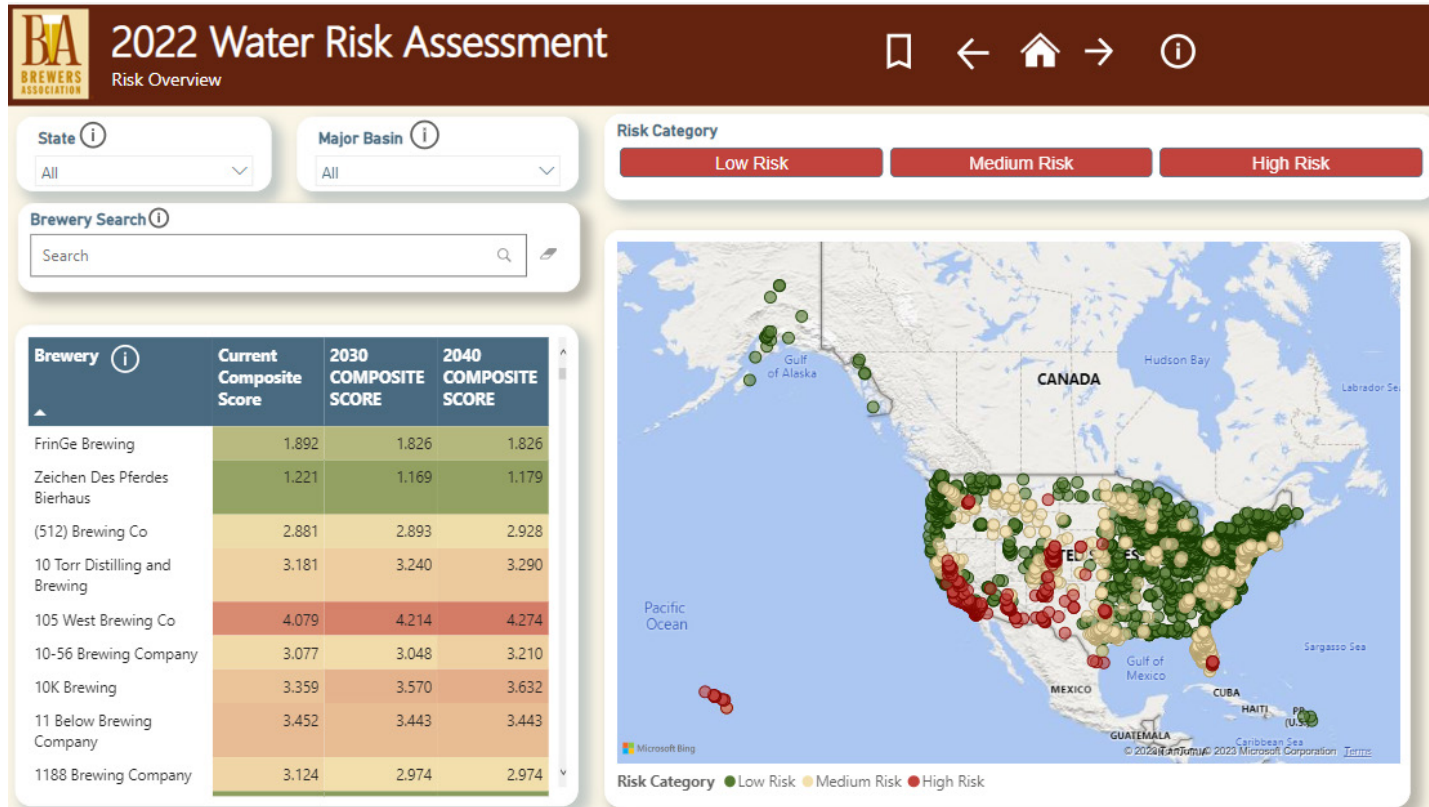 BA
BREWERS
ASSOCIATION
2022 Water Risk Assessment
Risk Overview
State
All
Major Basin
All
Risk Category
Low Risk
Medium Risk
High Risk
Brewery Search
Search
Brewery
Current Composite Score
2030 COMPOSITE SCORE
2040 COMPOSITE SCORE
FrinGe Brewing 1.892 1.826 1.826
Zeichen Des Pferdes Bierhaus 1.221 1.169 1.179
(512) Brewing Co 2.881 2.893 2.928
10 Torr Distilling and Brewing 3.181 3.240 3.290
105 West Brewing Co 4.079 4.214 4.274
10-56 Brewing Company 3.077 3.048 3.210
10K Brewing 3.359 3.570 3.632
11 Below Brewing Company 3.452 3.443 3.443
1188 Brewing Company 3.124 2.974 2.974
Gulf of Alaska
Hudson Bay
CANADA
Labrador Se
Pacific Ocean
Sargasso Sea
Gulf of Mexico
MEXICO
CUBA
HAITI
PR
(U.S.)
GUATEMALA
Caribbean Sea
Microsoft Bing
© 2023 TomTom, © 2023 Microsoft Corporation Terms
Risk Category Low Risk Medium Risk High Risk